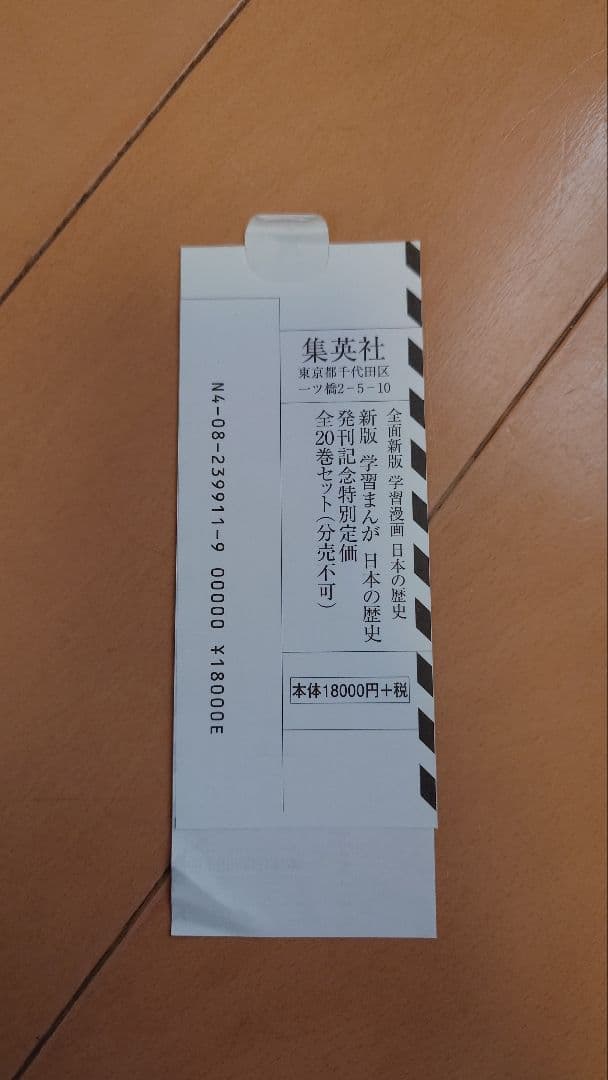 集英社
東京都千代田区
一ツ橋2-5-10
全面新版 学習漫画 日本の歴史
新版 学習まんが 日本の歴史
発刊記念特別定価
全20巻セット(分売不可)
本体18000円+税
N4-08-239911-9 00000 ¥18000E